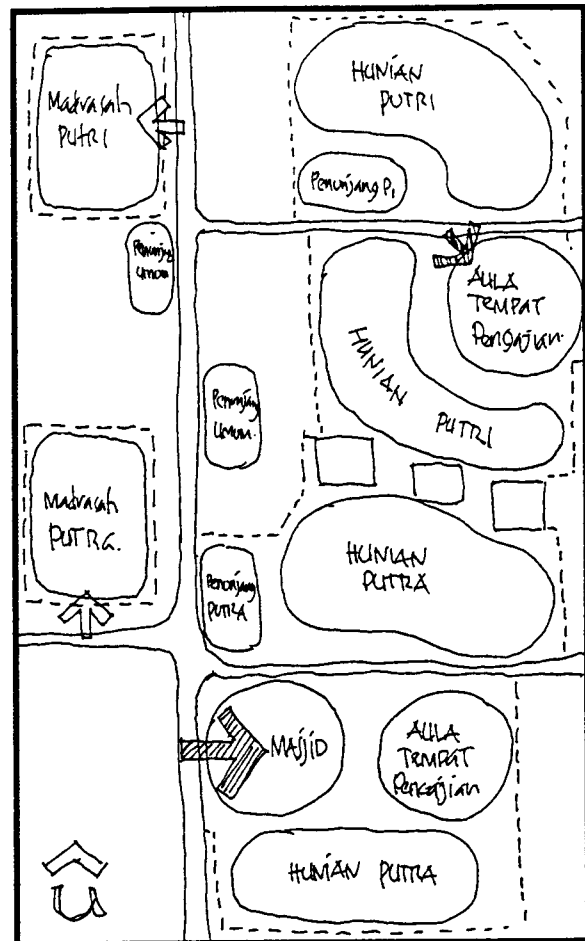 Madrasah
PUTRI
HUNIAN
PUTRI
Penunjang P,
Penunjang
Umum
AULA
TEMPAT
Pengajian
HUNIAN
PUTRI
Penunjang
Umum.
Madrasah
PUTRA.
HUNIAN
PUTRA
Penunjang
PUTRA
MASJID
AULA
TEMPAT
Pengajian
HUNIAN PUTRA
U